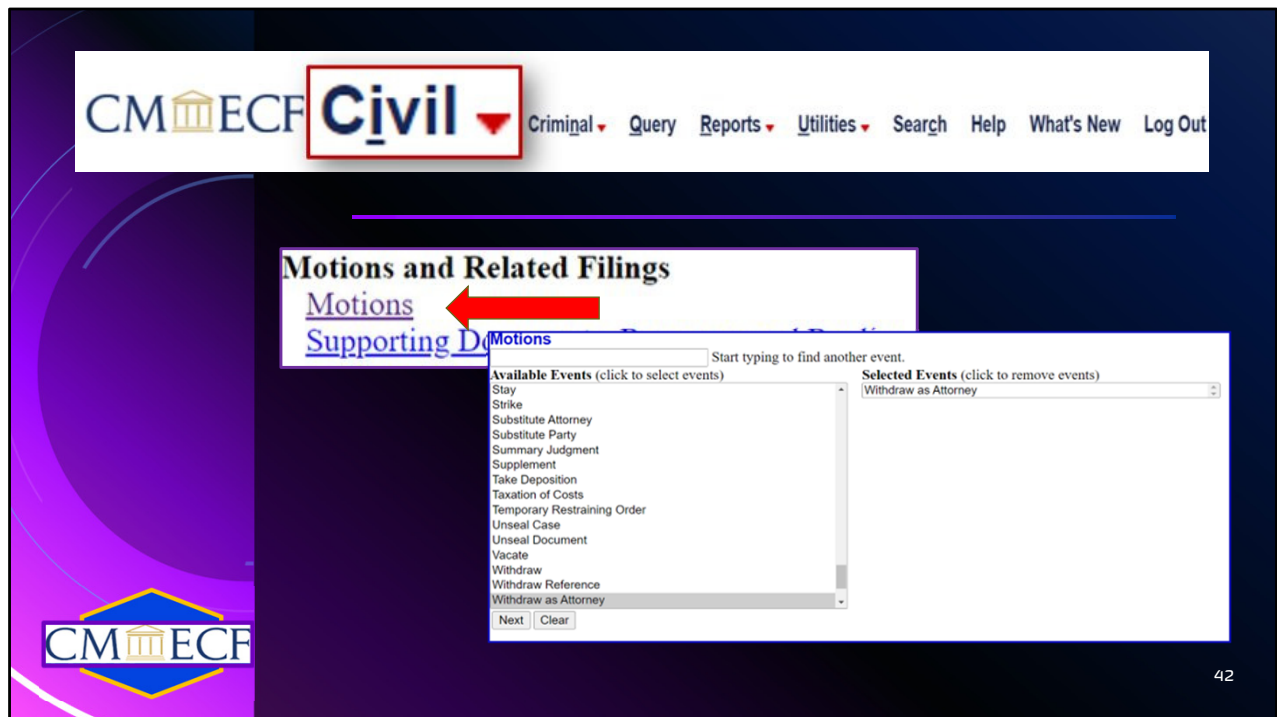 CM ECF Civil Criminal Query Reports Utilities Search Help What's New Log Out
Motions and Related Filings
Motions
Supporting
Motions
Start typing to find another event.
Available Events (click to select events)
Selected Events (click to remove events)
Withdraw as Attorney
Stay
Strike
Substitute Attorney
Substitute Party
Summary Judgment
Supplement
Take Deposition
Taxation of Costs
Temporary Restraining Order
Unseal Case
Unseal Document
Vacate
Withdraw
Withdraw Reference
Withdraw as Attorney
Next Clear
CM ECF
42